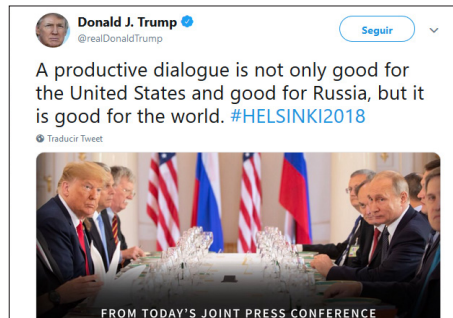 Donald J. Trump
@realDonaldTrump
Seguir
A productive dialogue is not only good for
the United States and good for Russia, but it
is good for the world. #HELSINKI2018
Traducir Tweet
FROM TODAY'S JOINT PRESS CONFERENCE